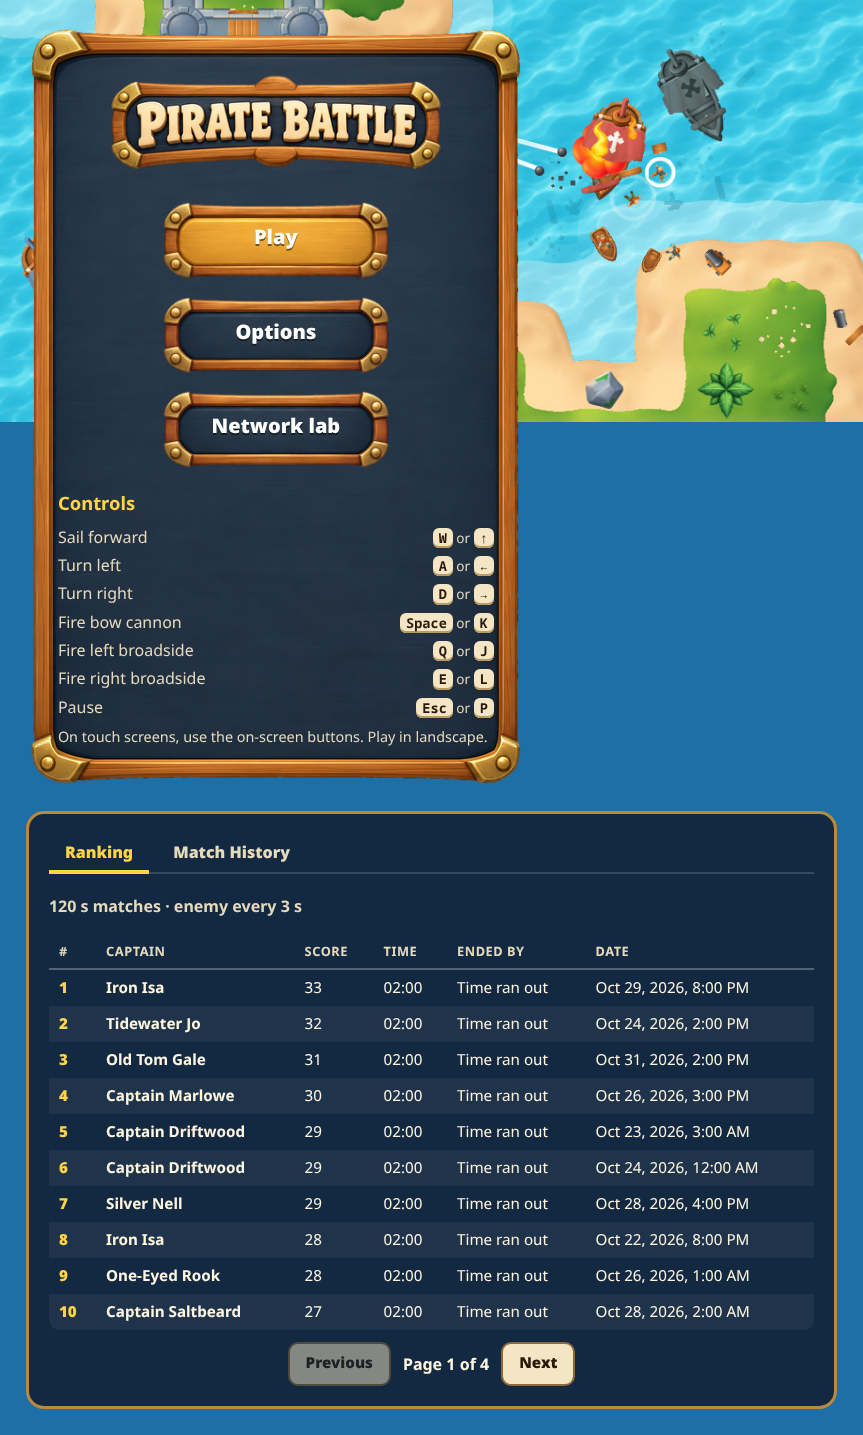 PIRATE BATTLE
Play
Options
Network lab
Controls
Sail forward W or ↑
Turn left A or ←
Turn right D or →
Fire bow cannon Space or K
Fire left broadside Q or J
Fire right broadside E or L
Pause Esc or P
On touch screens, use the on-screen buttons. Play in landscape.
Ranking Match History
120 s matches · enemy every 3 s
# CAPTAIN SCORE TIME ENDED BY DATE
1 Iron Isa 33 02:00 Time ran out Oct 29, 2026, 8:00 PM
2 Tidewater Jo 32 02:00 Time ran out Oct 24, 2026, 2:00 PM
3 Old Tom Gale 31 02:00 Time ran out Oct 31, 2026, 2:00 PM
4 Captain Marlowe 30 02:00 Time ran out Oct 26, 2026, 3:00 PM
5 Captain Driftwood 29 02:00 Time ran out Oct 23, 2026, 3:00 AM
6 Captain Driftwood 29 02:00 Time ran out Oct 24, 2026, 12:00 AM
7 Silver Nell 29 02:00 Time ran out Oct 28, 2026, 4:00 PM
8 Iron Isa 28 02:00 Time ran out Oct 22, 2026, 8:00 PM
9 One-Eyed Rook 28 02:00 Time ran out Oct 26, 2026, 1:00 AM
10 Captain Saltbeard 27 02:00 Time ran out Oct 28, 2026, 2:00 AM
Previous Page 1 of 4 Next